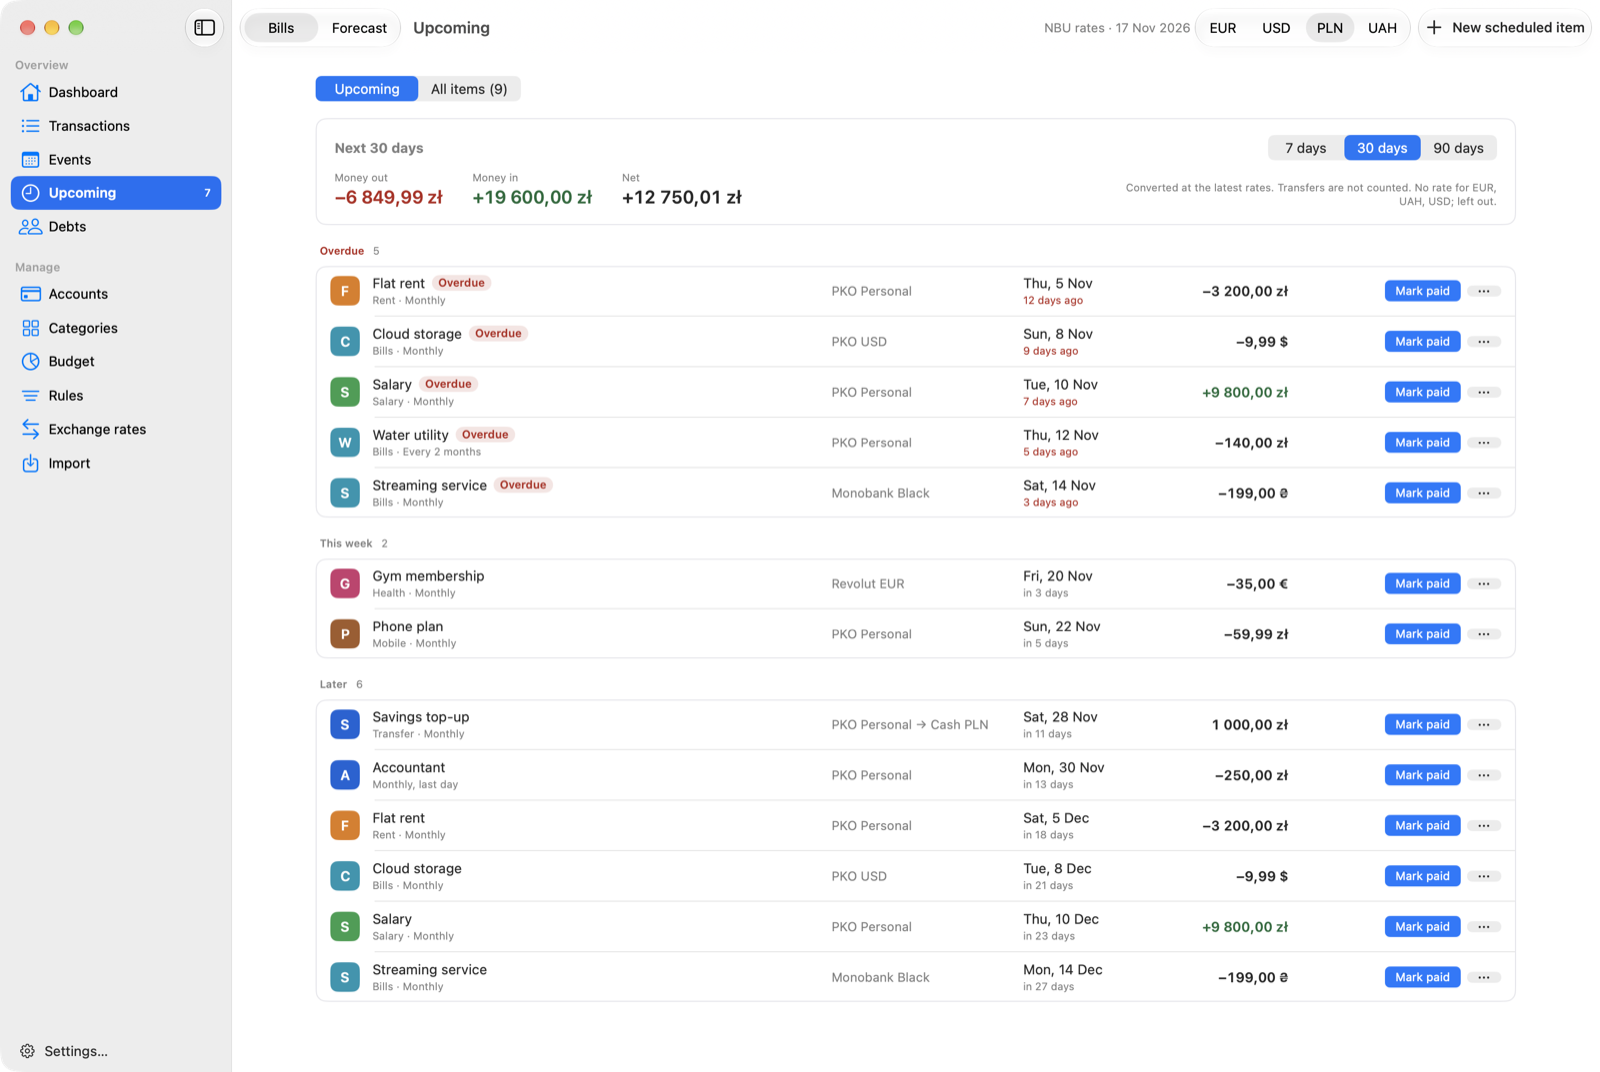 Bills
Forecast
Upcoming
NBU rates · 17 Nov 2026
EUR
USD
PLN
UAH
New scheduled item
Overview
Dashboard
Transactions
Events
Upcoming 7
Debts
Manage
Accounts
Categories
Budget
Rules
Exchange rates
Import
Settings...
Upcoming
All items (9)
Next 30 days
7 days
30 days
90 days
Money out
−6 849,99 zł
Money in
+19 600,00 zł
Net
+12 750,01 zł
Converted at the latest rates. Transfers are not counted. No rate for EUR,
UAH, USD; left out.
Overdue 5
F
Flat rent Overdue
Rent · Monthly
PKO Personal
Thu, 5 Nov
12 days ago
−3 200,00 zł
Mark paid
C
Cloud storage Overdue
Bills · Monthly
PKO USD
Sun, 8 Nov
9 days ago
−9,99 $
Mark paid
S
Salary Overdue
Salary · Monthly
PKO Personal
Tue, 10 Nov
7 days ago
+9 800,00 zł
Mark paid
W
Water utility Overdue
Bills · Every 2 months
PKO Personal
Thu, 12 Nov
5 days ago
−140,00 zł
Mark paid
S
Streaming service Overdue
Bills · Monthly
Monobank Black
Sat, 14 Nov
3 days ago
−199,00 ₴
Mark paid
This week 2
G
Gym membership
Health · Monthly
Revolut EUR
Fri, 20 Nov
in 3 days
−35,00 €
Mark paid
P
Phone plan
Mobile · Monthly
PKO Personal
Sun, 22 Nov
in 5 days
−59,99 zł
Mark paid
Later 6
S
Savings top-up
Transfer · Monthly
PKO Personal → Cash PLN
Sat, 28 Nov
in 11 days
1 000,00 zł
Mark paid
A
Accountant
Monthly, last day
PKO Personal
Mon, 30 Nov
in 13 days
−250,00 zł
Mark paid
F
Flat rent
Rent · Monthly
PKO Personal
Sat, 5 Dec
in 18 days
−3 200,00 zł
Mark paid
C
Cloud storage
Bills · Monthly
PKO USD
Tue, 8 Dec
in 21 days
−9,99 $
Mark paid
S
Salary
Salary · Monthly
PKO Personal
Thu, 10 Dec
in 23 days
+9 800,00 zł
Mark paid
S
Streaming service
Bills · Monthly
Monobank Black
Mon, 14 Dec
in 27 days
−199,00 ₴
Mark paid